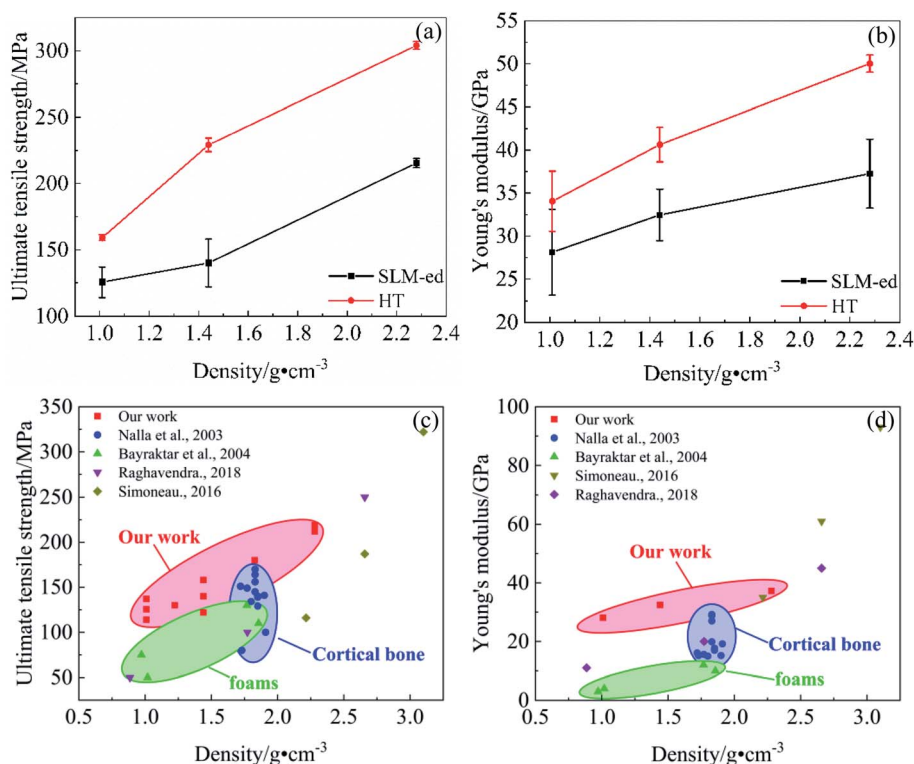 (a)
Ultimate tensile strength/MPa
300
250
200
150
100
SLM-ed
HT
1.0 1.2 1.4 1.6 1.8 2.0 2.2 2.4
Density/g•cm⁻³
(b)
Young's modulus/GPa
55
50
45
40
35
30
25
20
SLM-ed
HT
1.0 1.2 1.4 1.6 1.8 2.0 2.2 2.4
Density/g•cm⁻³
(c)
Ultimate tensile strength/MPa
350
300
250
200
150
100
50
Our work
Nalla et al., 2003
Bayraktar et al., 2004
Raghavendra., 2018
Simoneau., 2016
Our work
Cortical bone
foams
0.5 1.0 1.5 2.0 2.5 3.0
Density/g•cm⁻³
(d)
Young's modulus/GPa
100
80
60
40
20
0
Our work
Nalla et al., 2003
Bayraktar et al., 2004
Simoneau., 2016
Raghavendra., 2018
Our work
Cortical bone
foams
0.5 1.0 1.5 2.0 2.5 3.0
Density/g•cm⁻³